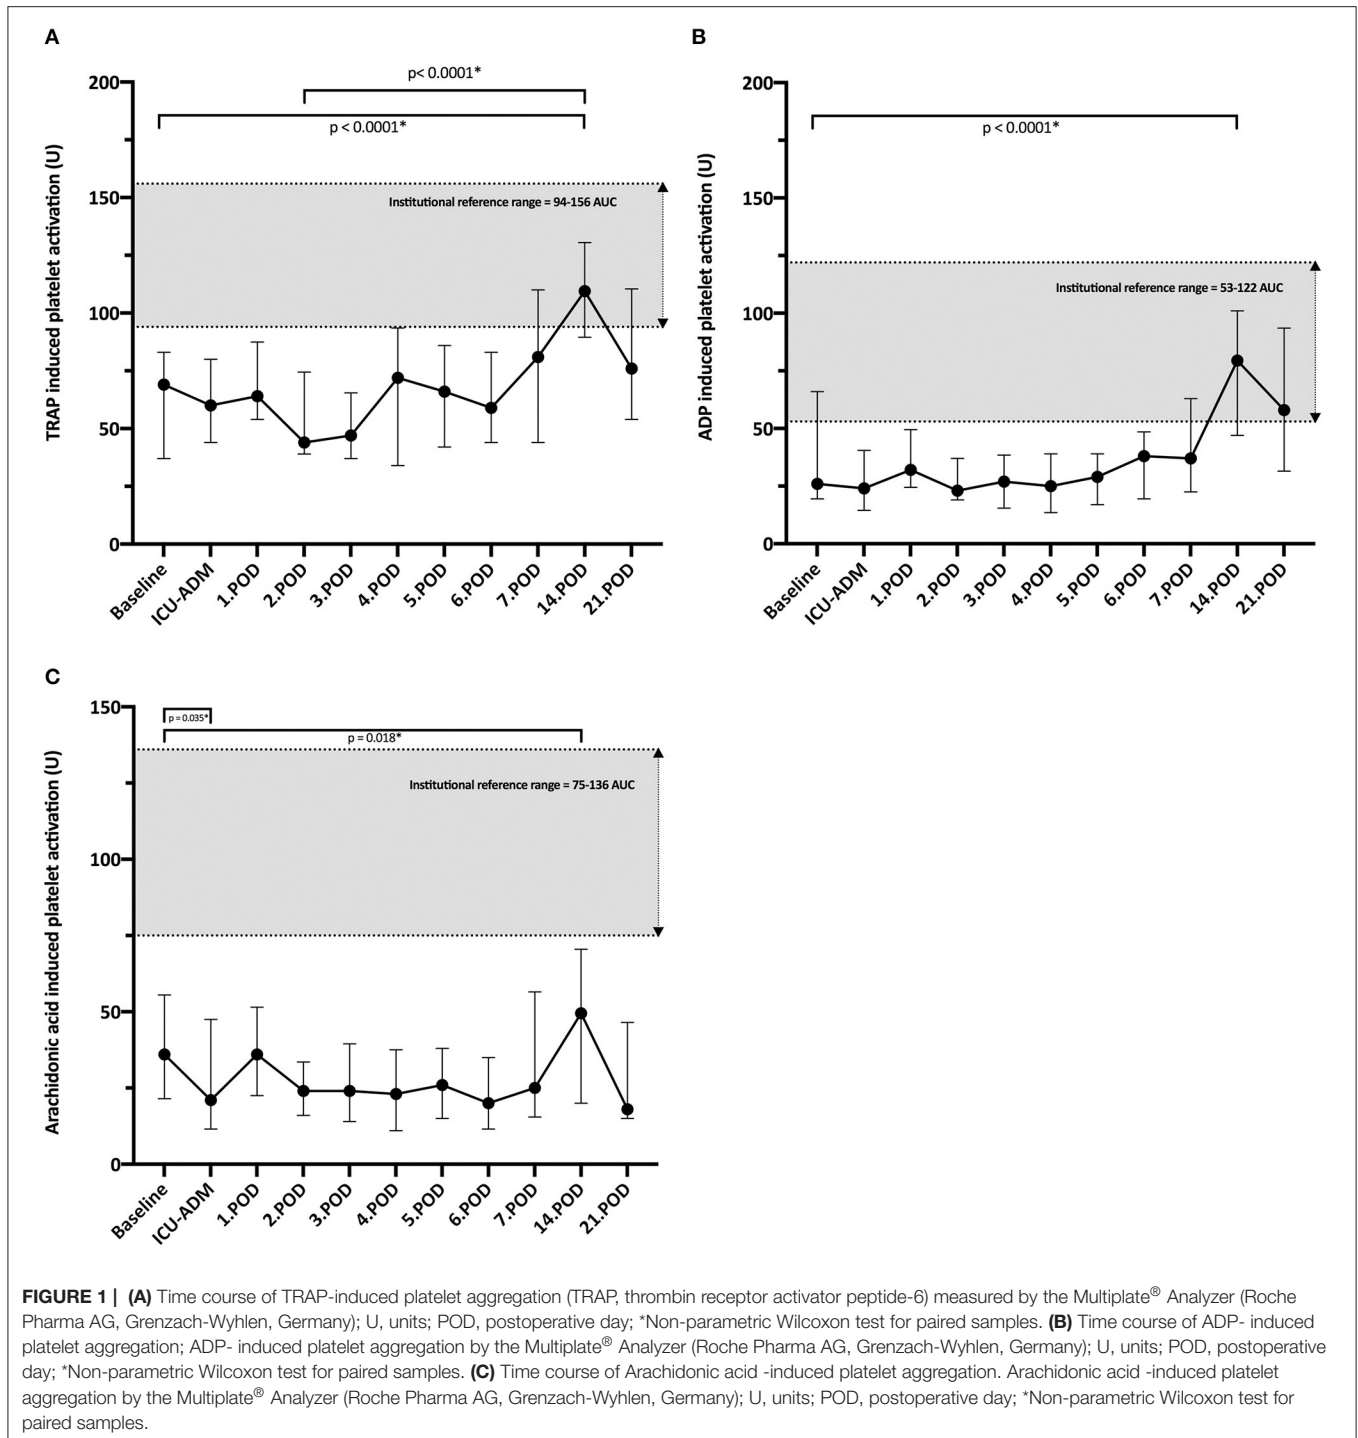 A
p< 0.0001*
p < 0.0001*
200
150
100
50
0
TRAP induced platelet activation (U)
Institutional reference range = 94-156 AUC
Baseline
ICU-ADM
1.POD
2.POD
3.POD
4.POD
5.POD
6.POD
7.POD
14.POD
21.POD
B
p < 0.0001*
200
150
100
50
0
ADP induced platelet activation (U)
Institutional reference range = 53-122 AUC
Baseline
ICU-ADM
1.POD
2.POD
3.POD
4.POD
5.POD
6.POD
7.POD
14.POD
21.POD
C
p = 0.035*
p = 0.018*
150
100
50
0
Arachidonic acid induced platelet activation (U)
Institutional reference range = 75-136 AUC
Baseline
ICU-ADM
1.POD
2.POD
3.POD
4.POD
5.POD
6.POD
7.POD
14.POD
21.POD
FIGURE 1 | (A) Time course of TRAP-induced platelet aggregation (TRAP, thrombin receptor activator peptide-6) measured by the Multiplate® Analyzer (Roche
Pharma AG, Grenzach-Wyhlen, Germany); U, units; POD, postoperative day; *Non-parametric Wilcoxon test for paired samples. (B) Time course of ADP- induced
platelet aggregation; ADP- induced platelet aggregation by the Multiplate® Analyzer (Roche Pharma AG, Grenzach-Wyhlen, Germany); U, units; POD, postoperative
day; *Non-parametric Wilcoxon test for paired samples. (C) Time course of Arachidonic acid -induced platelet aggregation. Arachidonic acid -induced platelet
aggregation by the Multiplate® Analyzer (Roche Pharma AG, Grenzach-Wyhlen, Germany); U, units; POD, postoperative day; *Non-parametric Wilcoxon test for
paired samples.